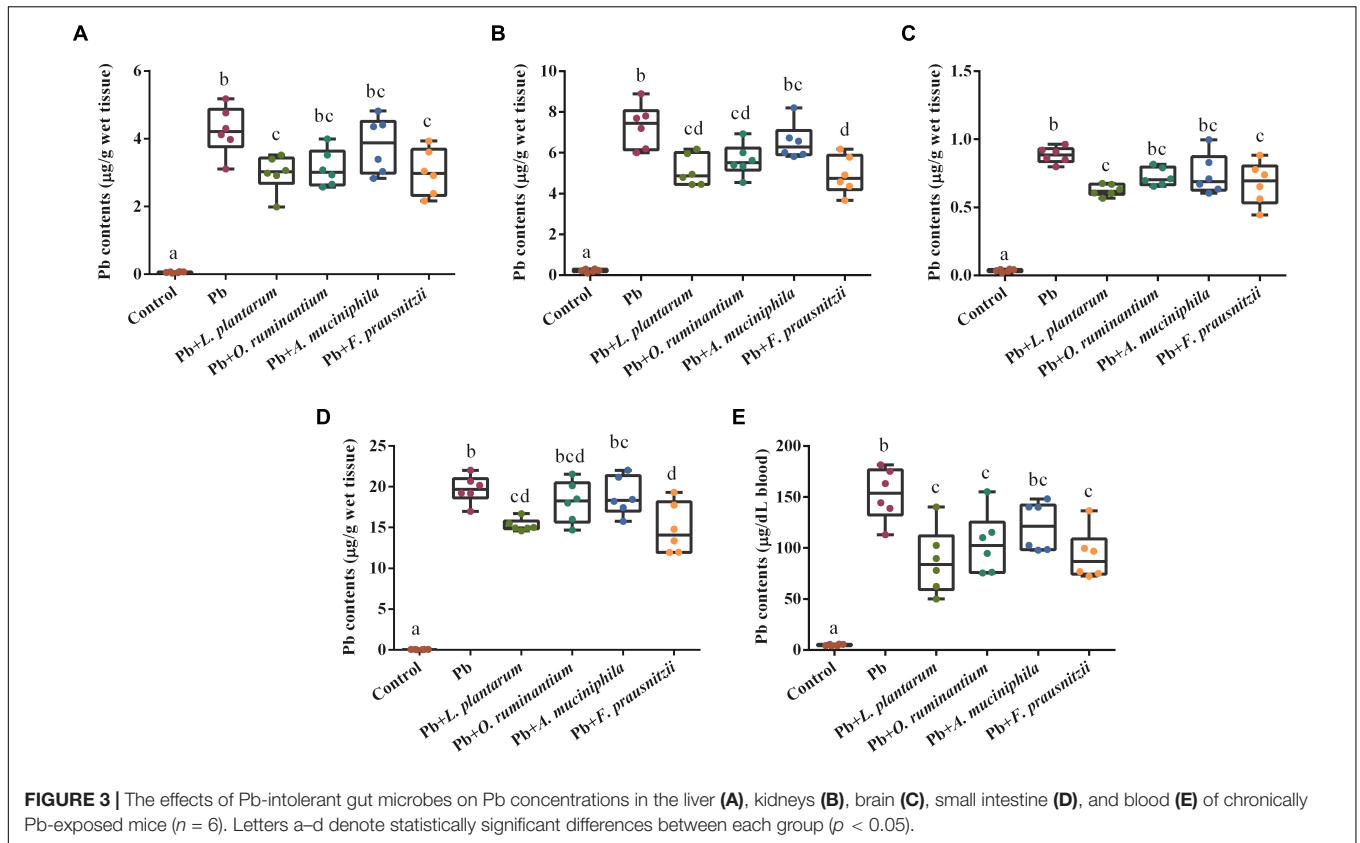 A
Pb contents (µg/g wet tissue)
6
4
2
0
a
b
c
bc
bc
c
Control
Pb
Pb+L. plantarum
Pb+O. ruminantium
Pb+A. muciniphila
Pb+F. prausnitzii
B
Pb contents (µg/g wet tissue)
10
8
6
4
2
0
a
b
cd
cd
bc
d
Control
Pb
Pb+L. plantarum
Pb+O. ruminantium
Pb+A. muciniphila
Pb+F. prausnitzii
C
Pb contents (µg/g wet tissue)
1.5
1.0
0.5
0.0
a
b
c
bc
bc
c
Control
Pb
Pb+L. plantarum
Pb+O. ruminantium
Pb+A. muciniphila
Pb+F. prausnitzii
D
Pb contents (µg/g wet tissue)
25
20
15
10
5
0
a
b
cd
bcd
bc
d
Control
Pb
Pb+L. plantarum
Pb+O. ruminantium
Pb+A. muciniphila
Pb+F. prausnitzii
E
Pb contents (µg/dL blood)
200
150
100
50
0
a
b
c
c
bc
c
Control
Pb
Pb+L. plantarum
Pb+O. ruminantium
Pb+A. muciniphila
Pb+F. prausnitzii
FIGURE 3 | The effects of Pb-intolerant gut microbes on Pb concentrations in the liver (A), kidneys (B), brain (C), small intestine (D), and blood (E) of chronically
Pb-exposed mice (n = 6). Letters a–d denote statistically significant differences between each group (p < 0.05).